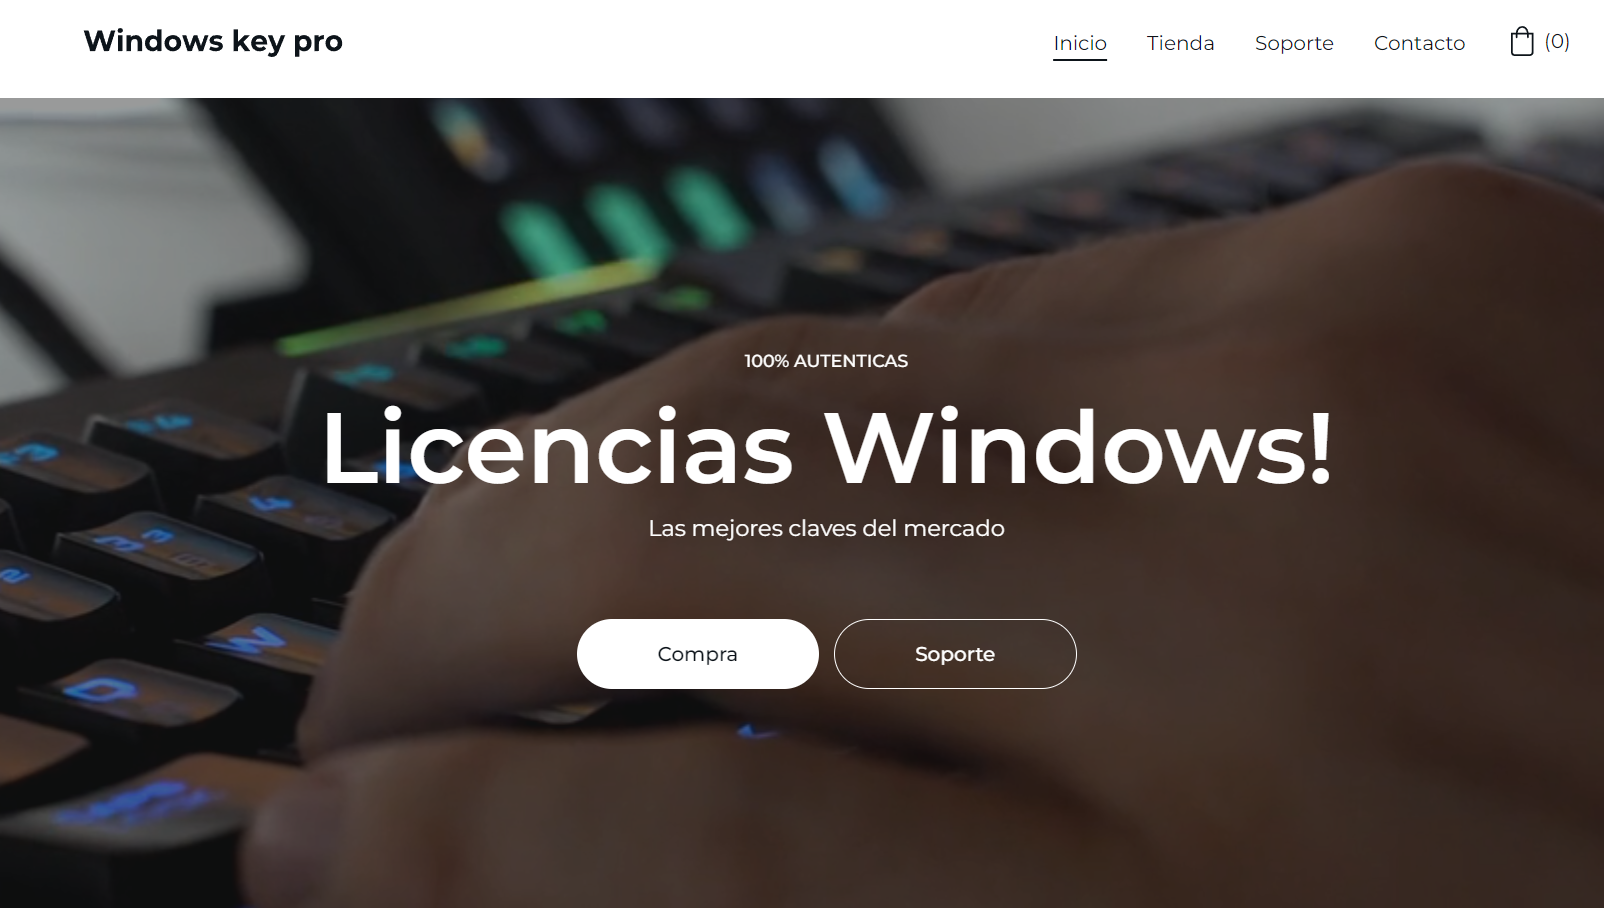 Windows key pro
Inicio Tienda Soporte Contacto (0)
100% AUTENTICAS
Licencias Windows!
Las mejores claves del mercado
Compra Soporte